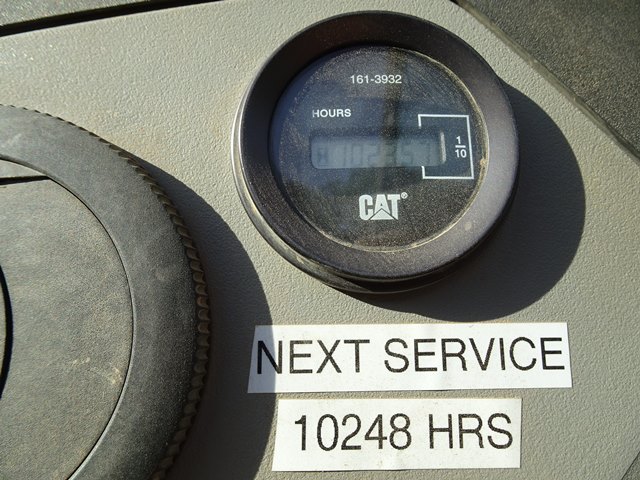 161-3932
HOURS
1
10
CAT®
NEXT SERVICE
10248 HRS